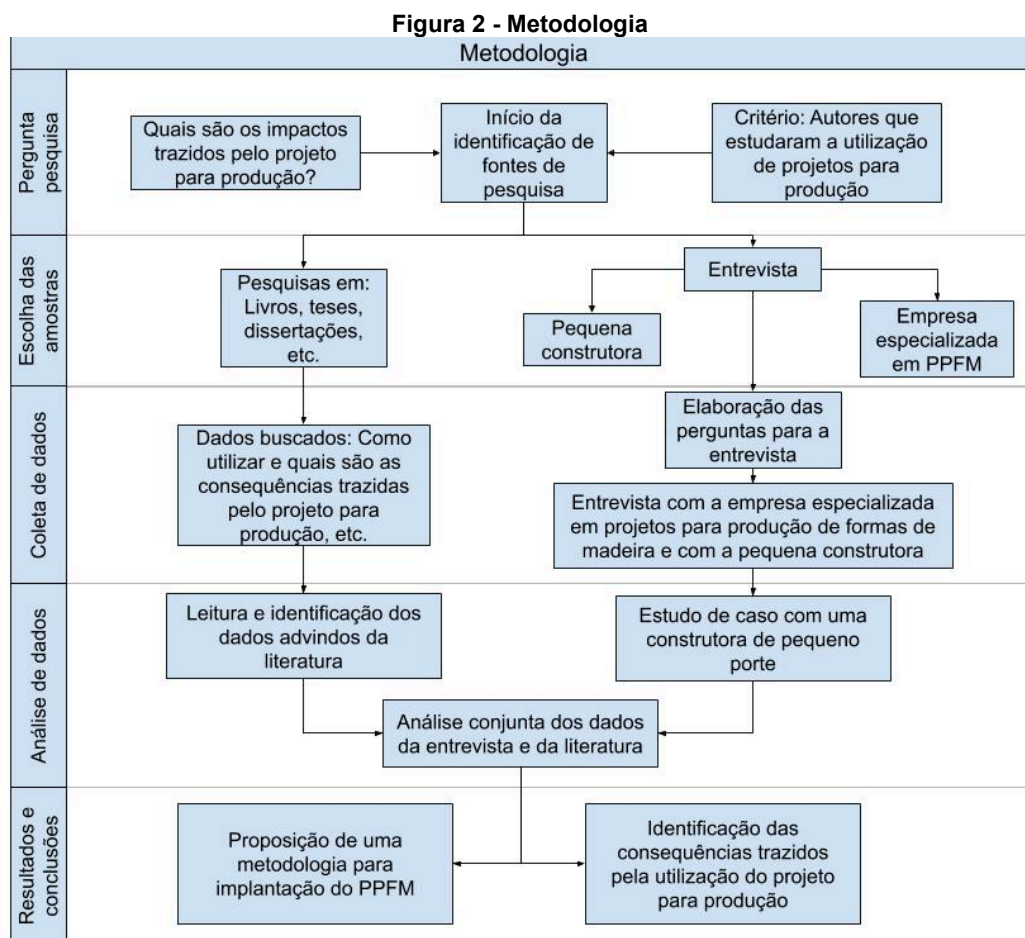 Figura 2 - Metodologia
Metodologia
Pergunta
pesquisa
Quais são os impactos
trazidos pelo projeto
para produção?
Início da
identificação de
fontes de
pesquisa
Critério: Autores que
estudaram a utilização
de projetos para
produção
Escolha das
amostras
Pesquisas em:
Livros, teses,
dissertações,
etc.
Entrevista
Pequena
construtora
Empresa
especializada
em PPFM
Coleta de dados
Dados buscados: Como
utilizar e quais são as
consequências trazidas
pelo projeto para
produção, etc.
Elaboração das
perguntas para a
entrevista
Entrevista com a empresa especializada
em projetos para produção de formas de
madeira e com a pequena construtora
Análise de dados
Leitura e identificação dos
dados advindos da
literatura
Estudo de caso com uma
construtora de pequeno
porte
Análise conjunta dos dados
da entrevista e da literatura
Resultados e
conclusões
Proposição de uma
metodologia para
implantação do PPFM
Identificação das
consequências trazidos
pela utilização do projeto
para produção